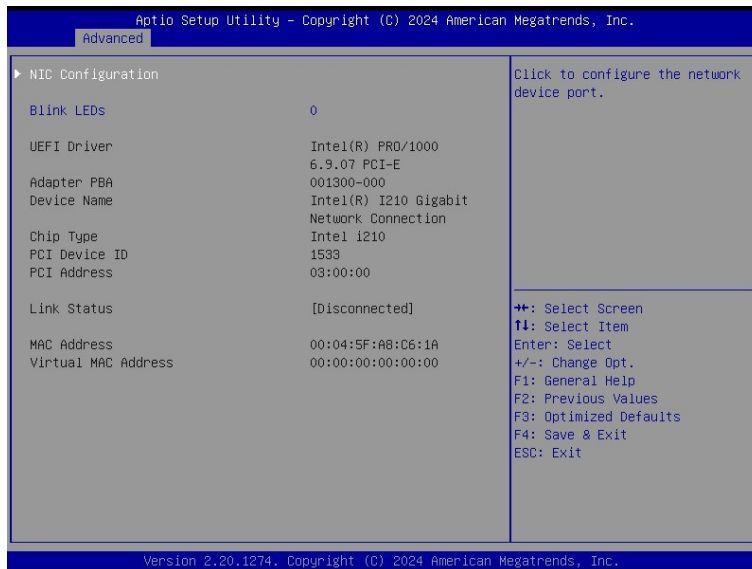 Aptio Setup Utility – Copyright (C) 2024 American Megatrends, Inc.
Advanced
▶ NIC Configuration
Blink LEDs 0
UEFI Driver Intel(R) PRO/1000
6.9.07 PCI-E
Adapter PBA 001300-000
Device Name Intel(R) I210 Gigabit
Network Connection
Chip Type Intel i210
PCI Device ID 1533
PCI Address 03:00:00
Link Status [Disconnected]
MAC Address 00:04:5F:A8:C6:1A
Virtual MAC Address 00:00:00:00:00:00
Click to configure the network
device port.
→←: Select Screen
↑↓: Select Item
Enter: Select
+/-: Change Opt.
F1: General Help
F2: Previous Values
F3: Optimized Defaults
F4: Save & Exit
ESC: Exit
Version 2.20.1274. Copyright (C) 2024 American Megatrends, Inc.